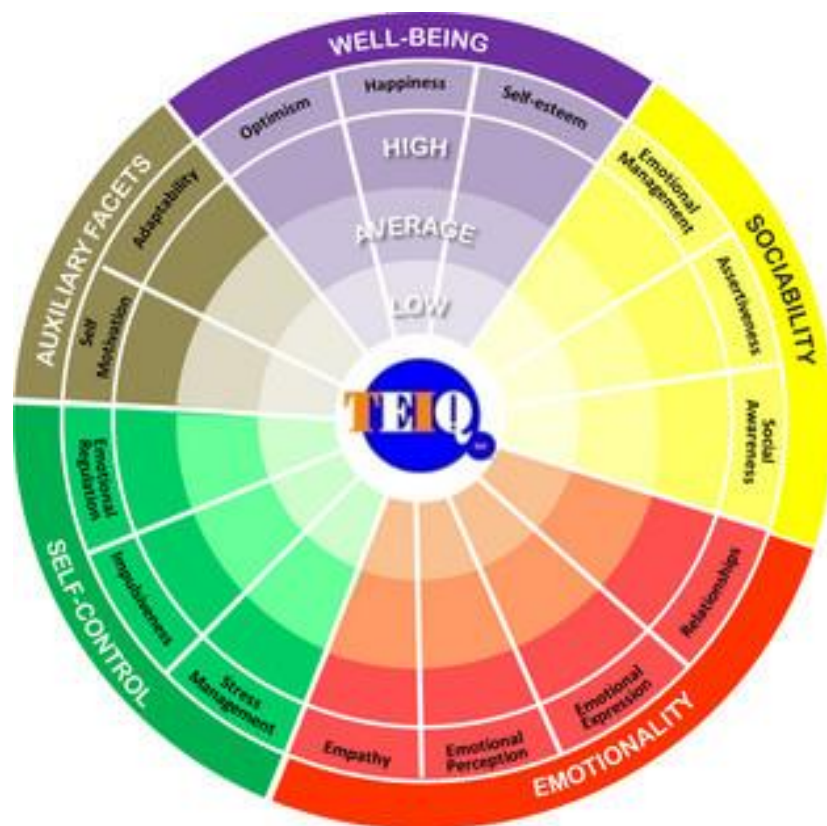 WELL-BEING
Optimism
Happiness
Self-esteem
HIGH
AVERAGE
LOW
SOCIABILITY
Emotional
Management
Assertiveness
Social
Awareness
EMOTIONALITY
Relationships
Emotional
Expression
Emotional
Perception
Empathy
SELF-CONTROL
Stress
Management
Impulsiveness
Emotional
Regulation
AUXILIARY FACETS
Self
Motivation
Adaptability
TEIQ